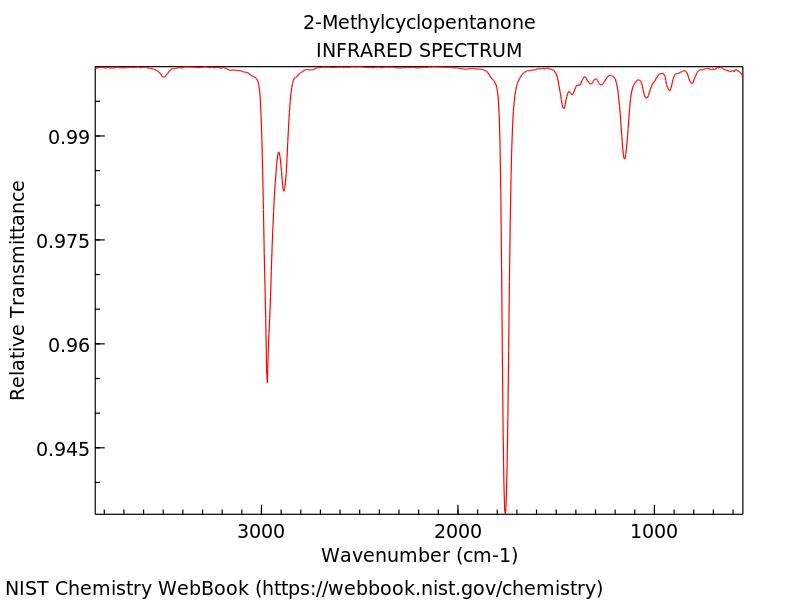 2-Methylcyclopentanone
INFRARED SPECTRUM
Relative Transmittance
0.99
0.975
0.96
0.945
3000 2000 1000
Wavenumber (cm-1)
NIST Chemistry WebBook (https://webbook.nist.gov/chemistry)